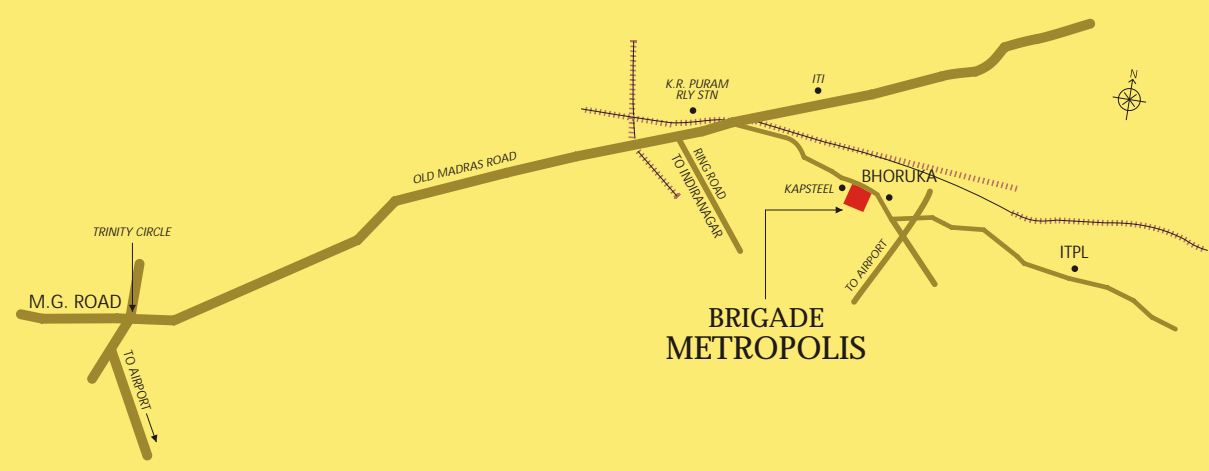 N
ITI
K.R. PURAM
RLY STN
OLD MADRAS ROAD
RING ROAD
TO INDIRANAGAR
KAPSTEEL
BHORUKA
TRINITY CIRCLE
TO AIRPORT
ITPL
M.G. ROAD
BRIGADE
METROPOLIS
TO AIRPORT